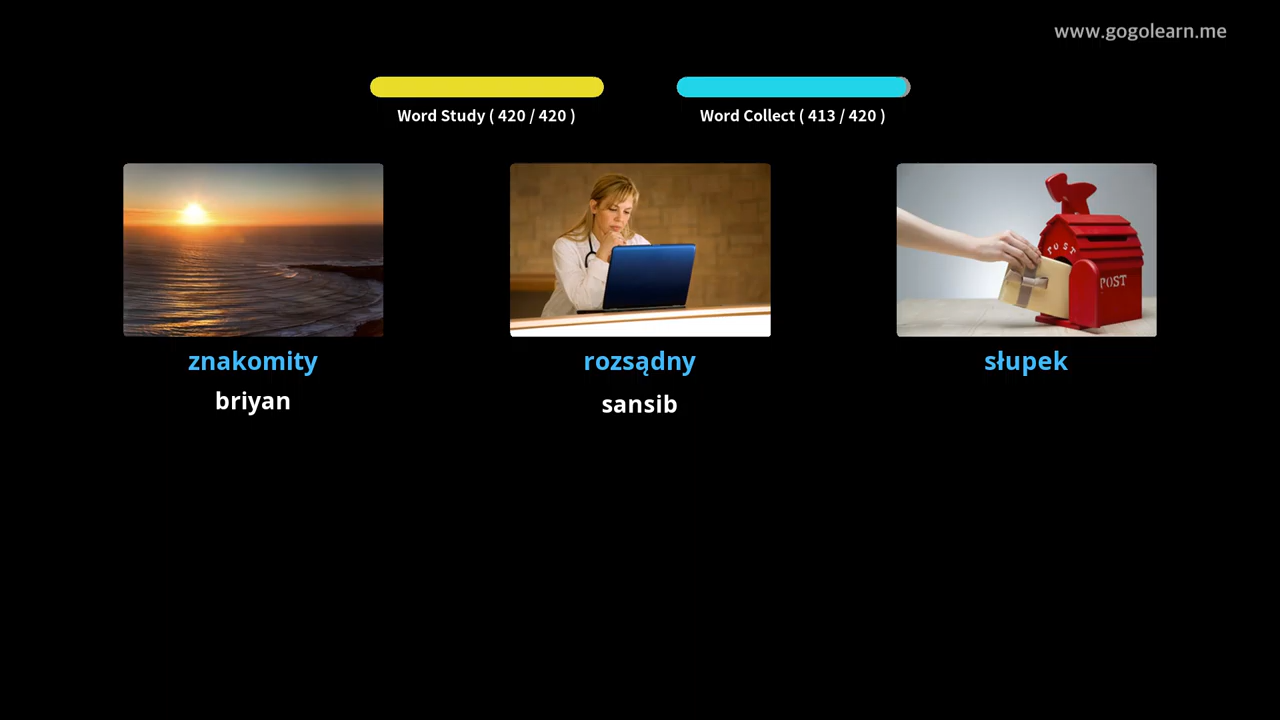 www.gogolearn.me
Word Study ( 420 / 420 )
Word Collect ( 413 / 420 )
POST
POST
znakomity
rozsądny
słupek
briyan
sansib